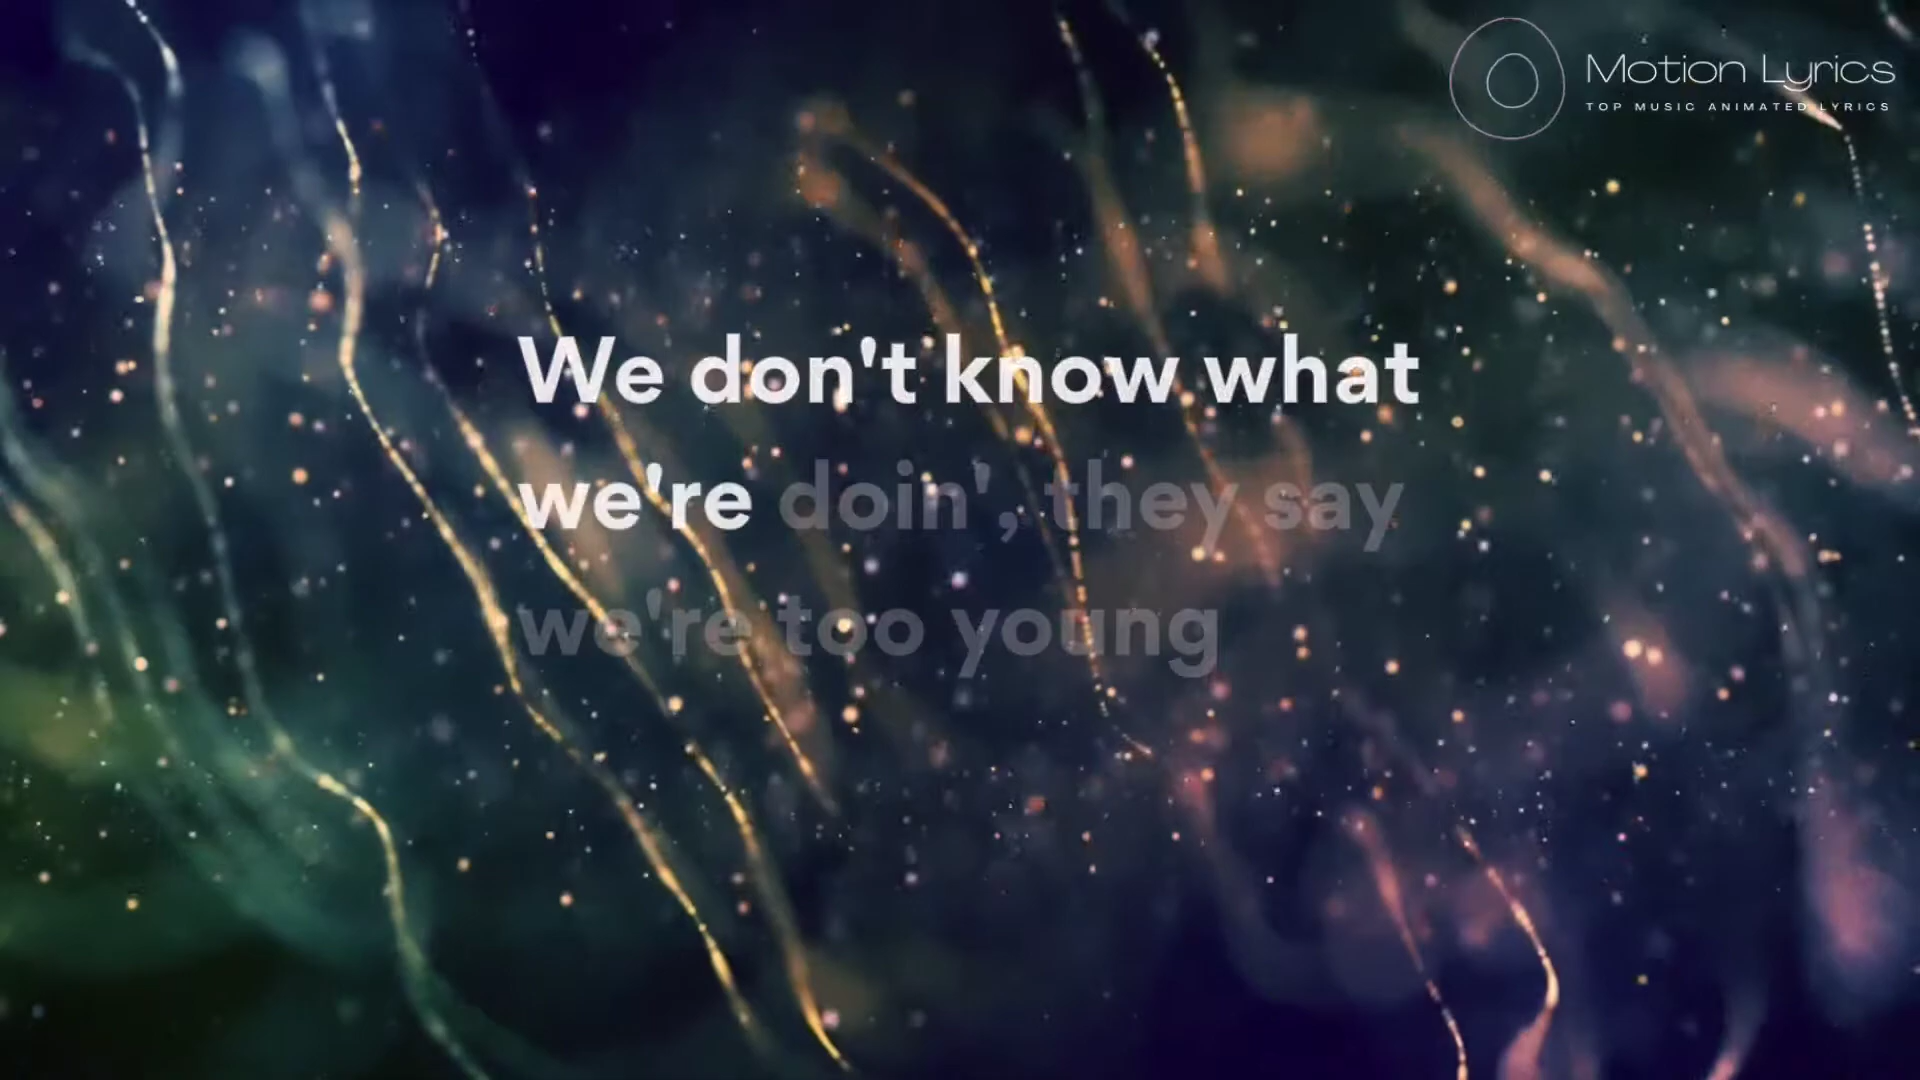 Motion Lyrics
TOP MUSIC ANIMATED LYRICS
We don't know what
we're doin', they say
we're too young